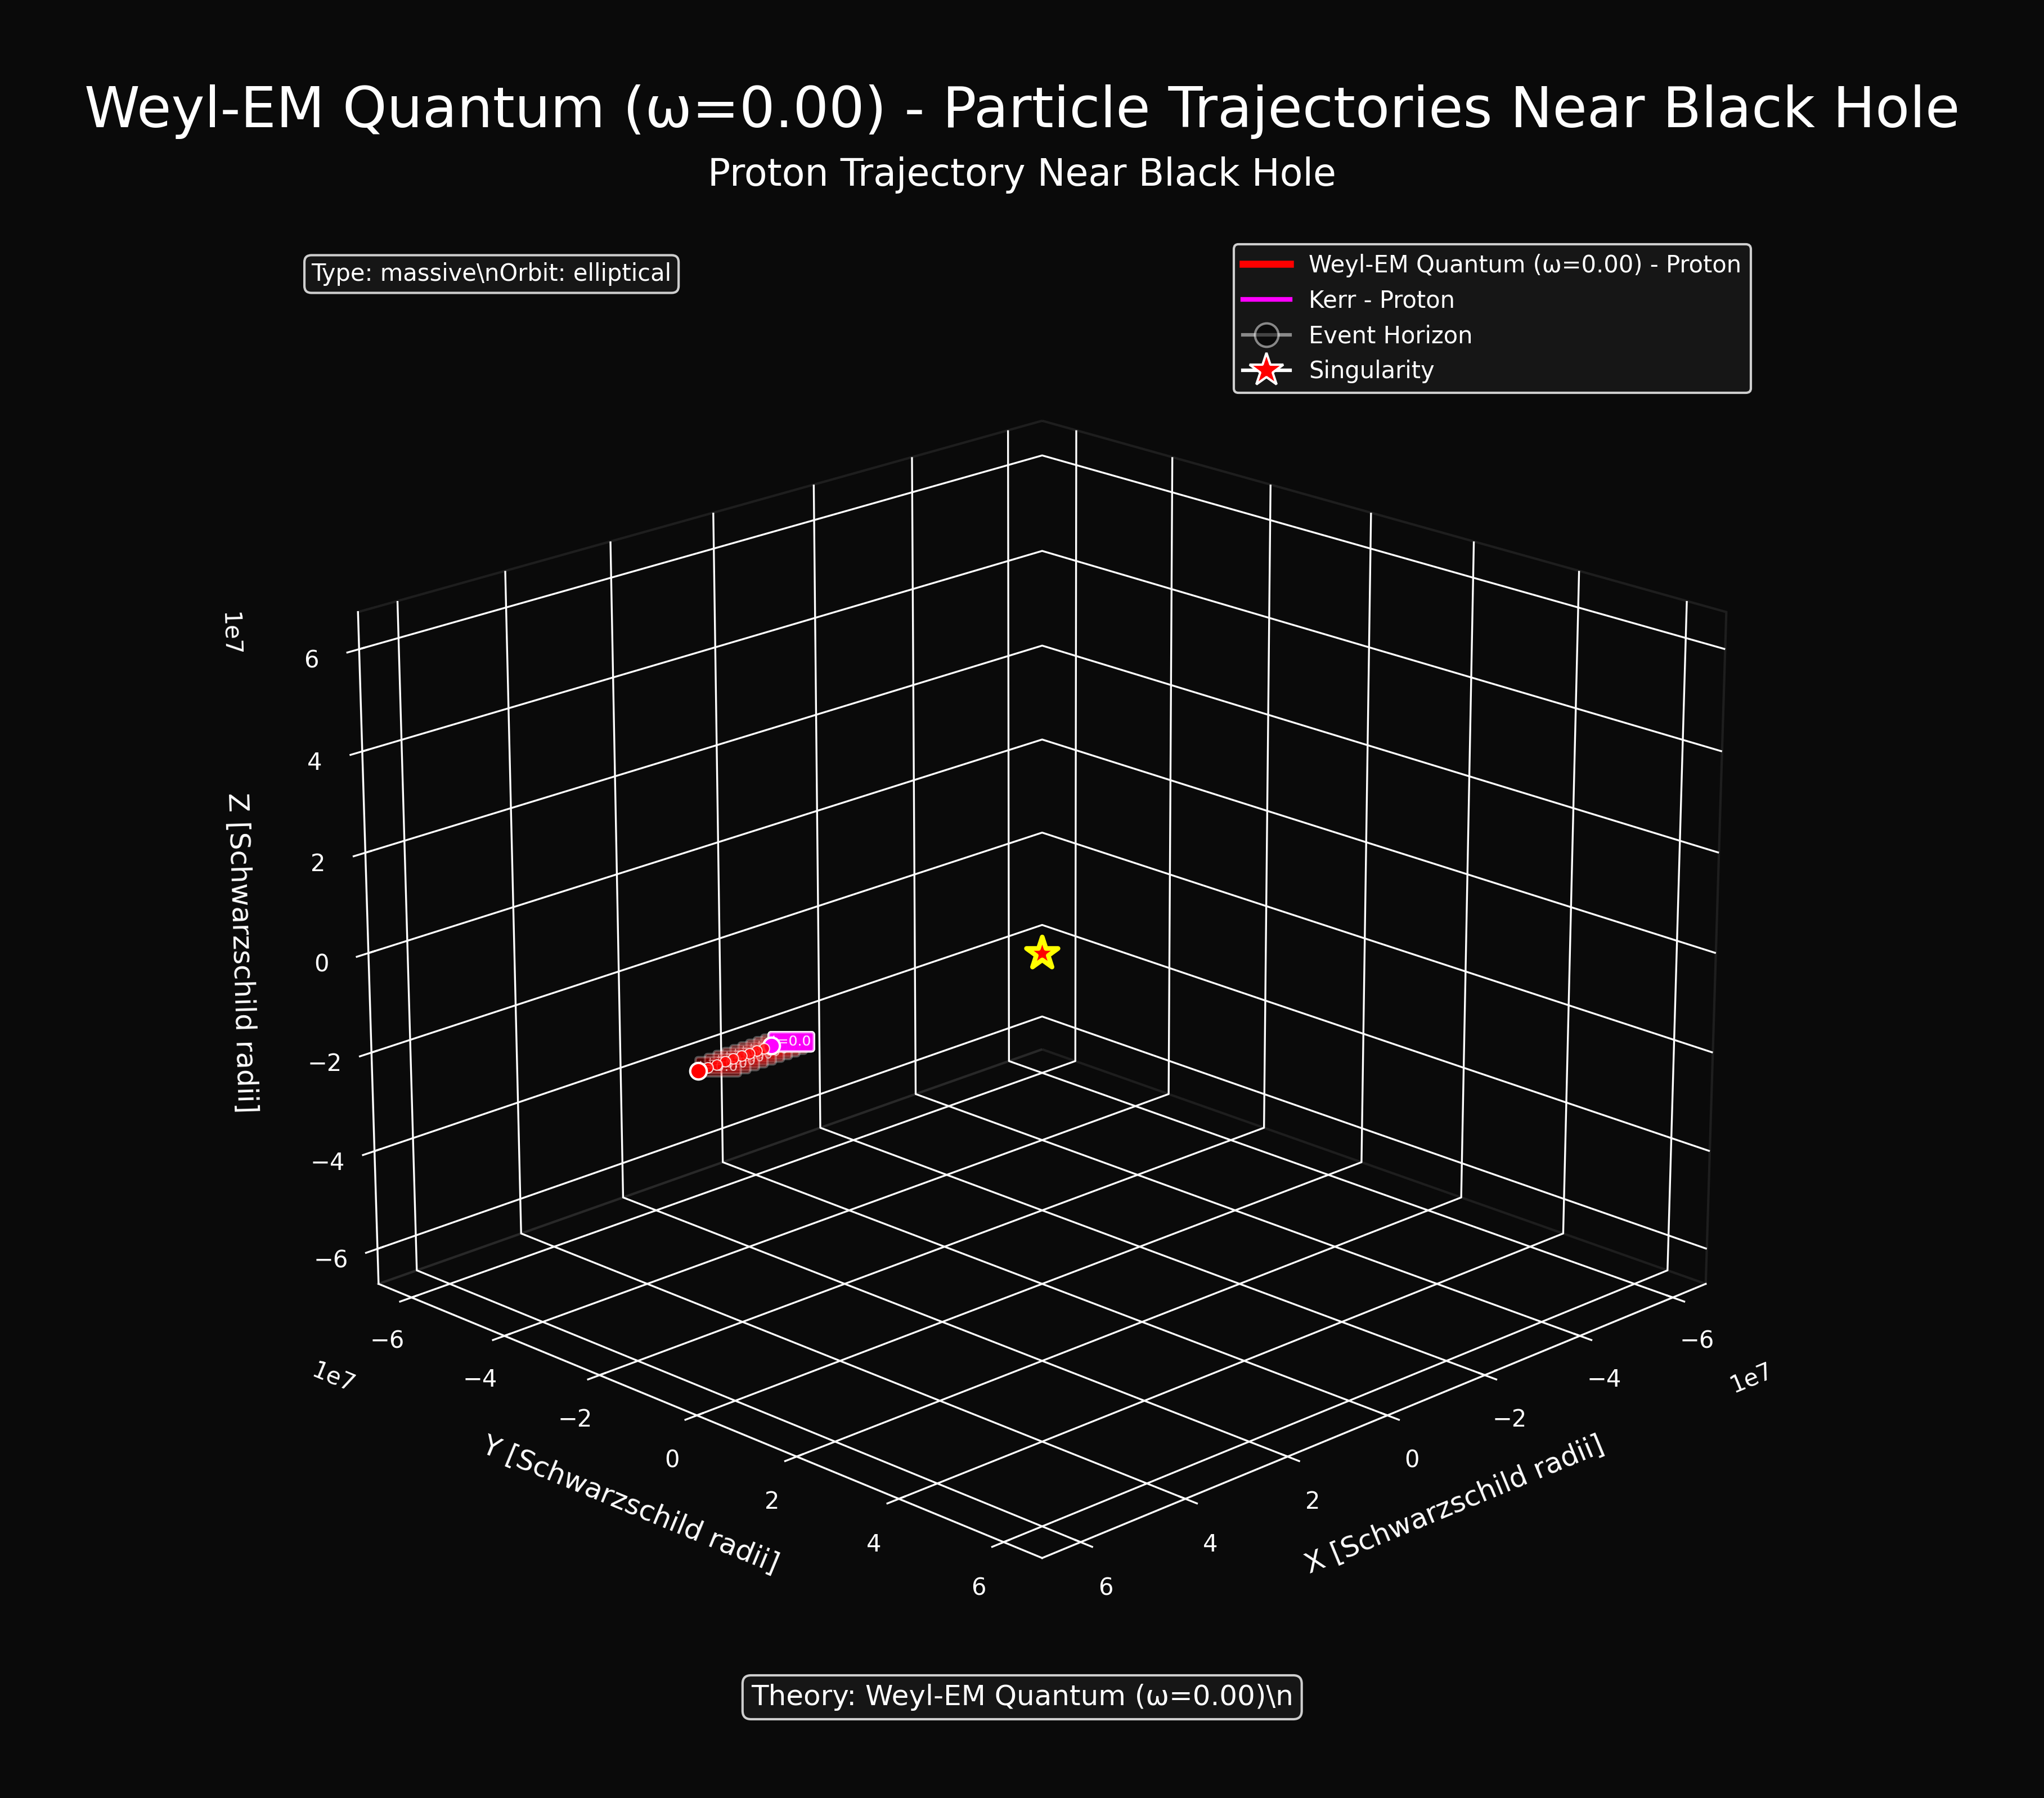 Weyl-EM Quantum (ω=0.00) - Particle Trajectories Near Black Hole
Proton Trajectory Near Black Hole
Type: massive\nOrbit: elliptical
Weyl-EM Quantum (ω=0.00) - Proton
Kerr - Proton
Event Horizon
Singularity
1e7
6
4
2
0
−2
−4
−6
Z [Schwarzschild radii]
=0.0
−6
−4
−2
0
2
4
6
1e7
Y [Schwarzschild radii]
6
4
2
0
−2
−4
−6
1e7
X [Schwarzschild radii]
Theory: Weyl-EM Quantum (ω=0.00)\n